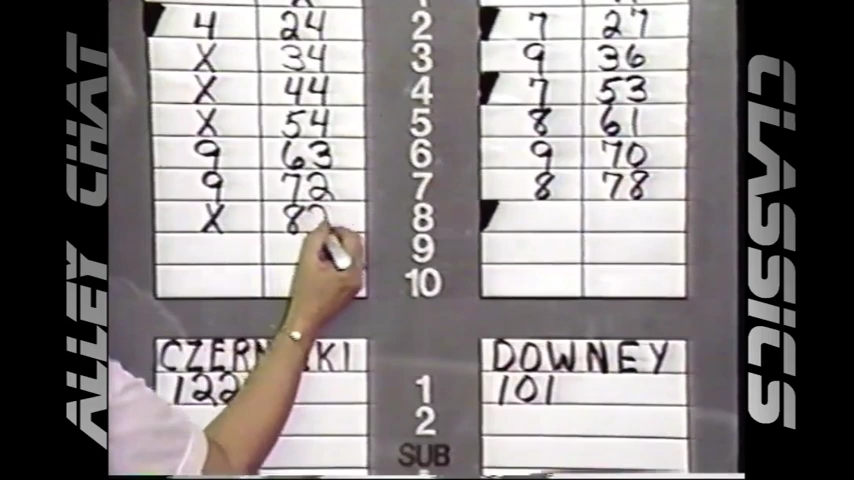 ALLEY CHAT
CLASSICS
4 24 2 7 27
X 34 3 9 36
X 44 4 7 53
X 54 5 8 61
9 63 6 9 70
9 72 7 8 78
X 8 8
9
10
DOWNEY
122 1 101
2
SUB